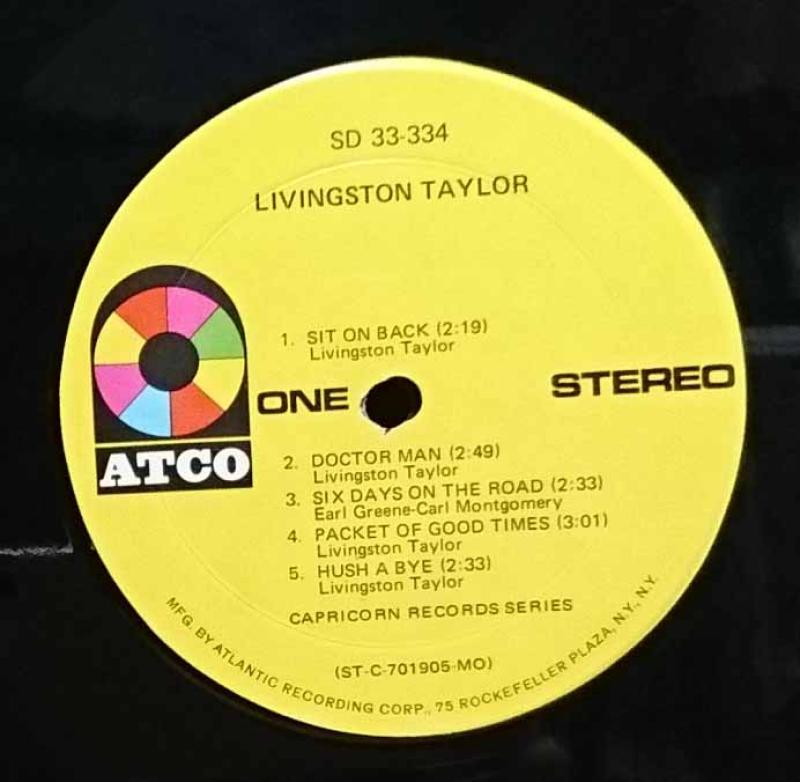 SD 33-334
LIVINGSTON TAYLOR
1. SIT ON BACK (2:19)
Livingston Taylor
ONE
STEREO
ATCO
2. DOCTOR MAN (2:49)
Livingston Taylor
3. SIX DAYS ON THE ROAD (2:33)
Earl Greene-Carl Montgomery
4. PACKET OF GOOD TIMES (3:01)
Livingston Taylor
5. HUSH A BYE (2:33)
Livingston Taylor
CAPRICORN RECORDS SERIES
(ST-C-701905-MO)
MFG. BY ATLANTIC RECORDING CORP., 75 ROCKEFELLER PLAZA, N.Y., N.Y.